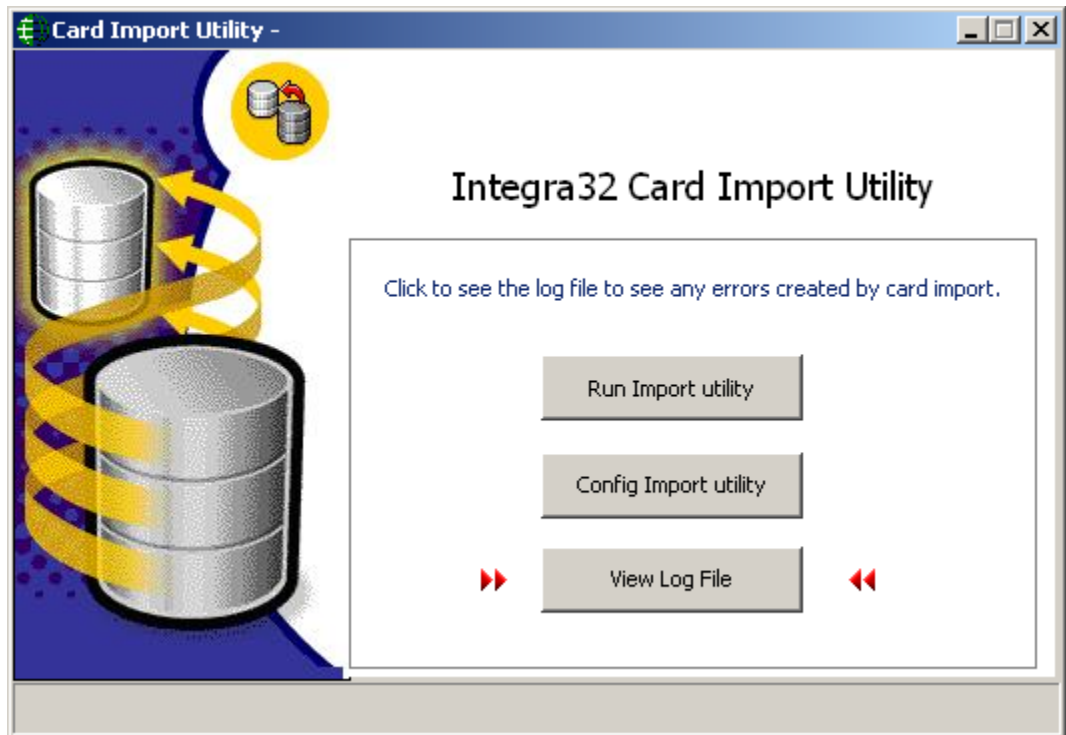 Card Import Utility -
Integra32 Card Import Utility
Click to see the log file to see any errors created by card import.
Run Import utility
Config Import utility
View Log File